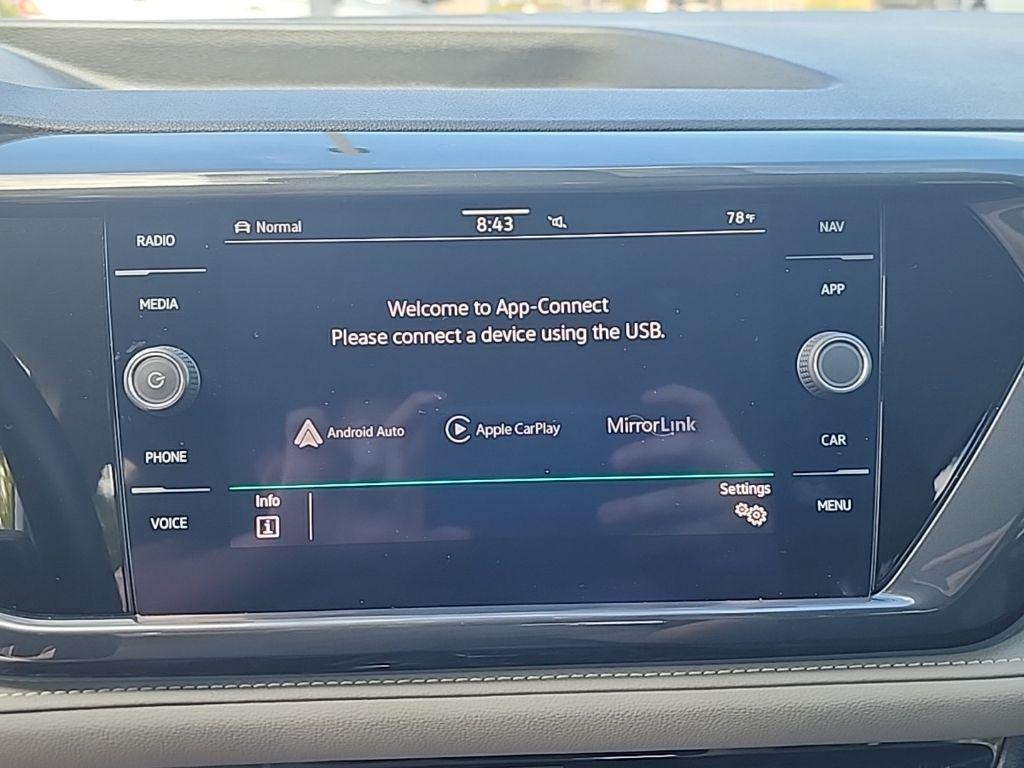 RADIO
MEDIA
PHONE
VOICE
Normal
8:43
78°F
Welcome to App-Connect
Please connect a device using the USB.
Android Auto
Apple CarPlay
MirrorLink
Info
i
Settings
NAV
APP
CAR
MENU